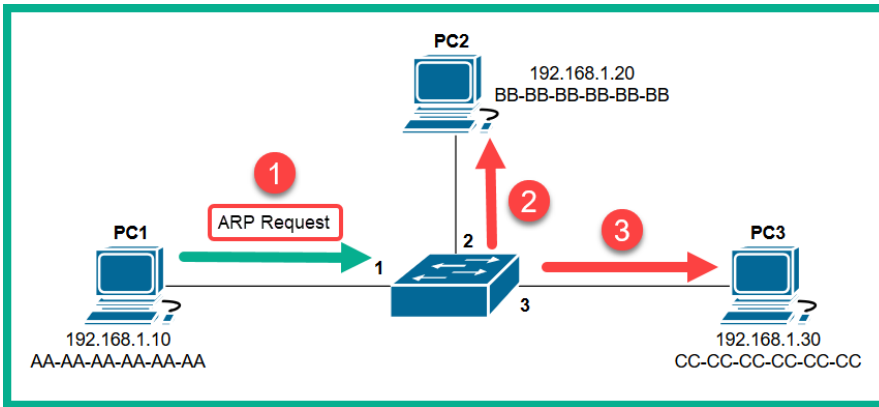 PC2
192.168.1.20
BB-BB-BB-BB-BB-BB
1
ARP Request
2
3
PC1
PC3
1
2
3
192.168.1.10
AA-AA-AA-AA-AA-AA
192.168.1.30
CC-CC-CC-CC-CC-CC